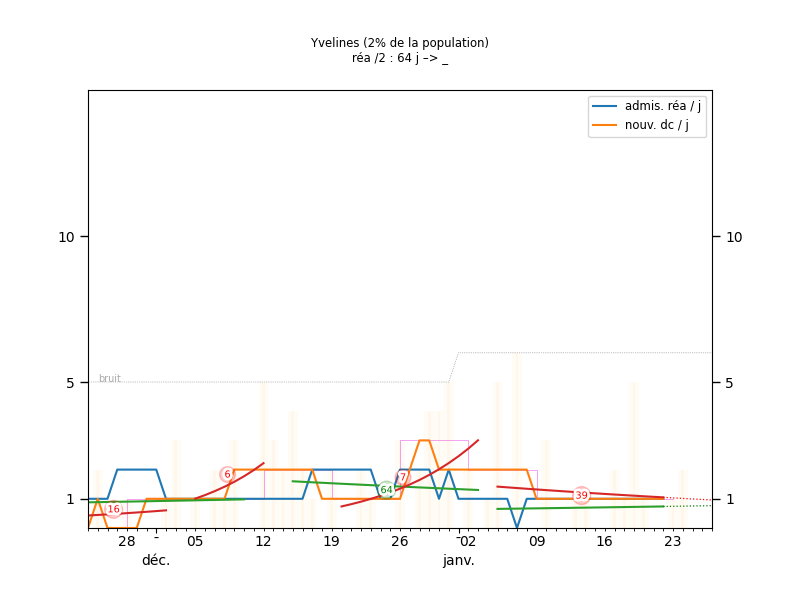 Yvelines (2% de la population)
réa /2 : 64 j –> _
admis. réa / j
nouv. dc / j
10 10
bruit
5 5
6 64 7
16 39
1 1
28 - 05 12 19 26 - 02 09 16 23
déc. janv.